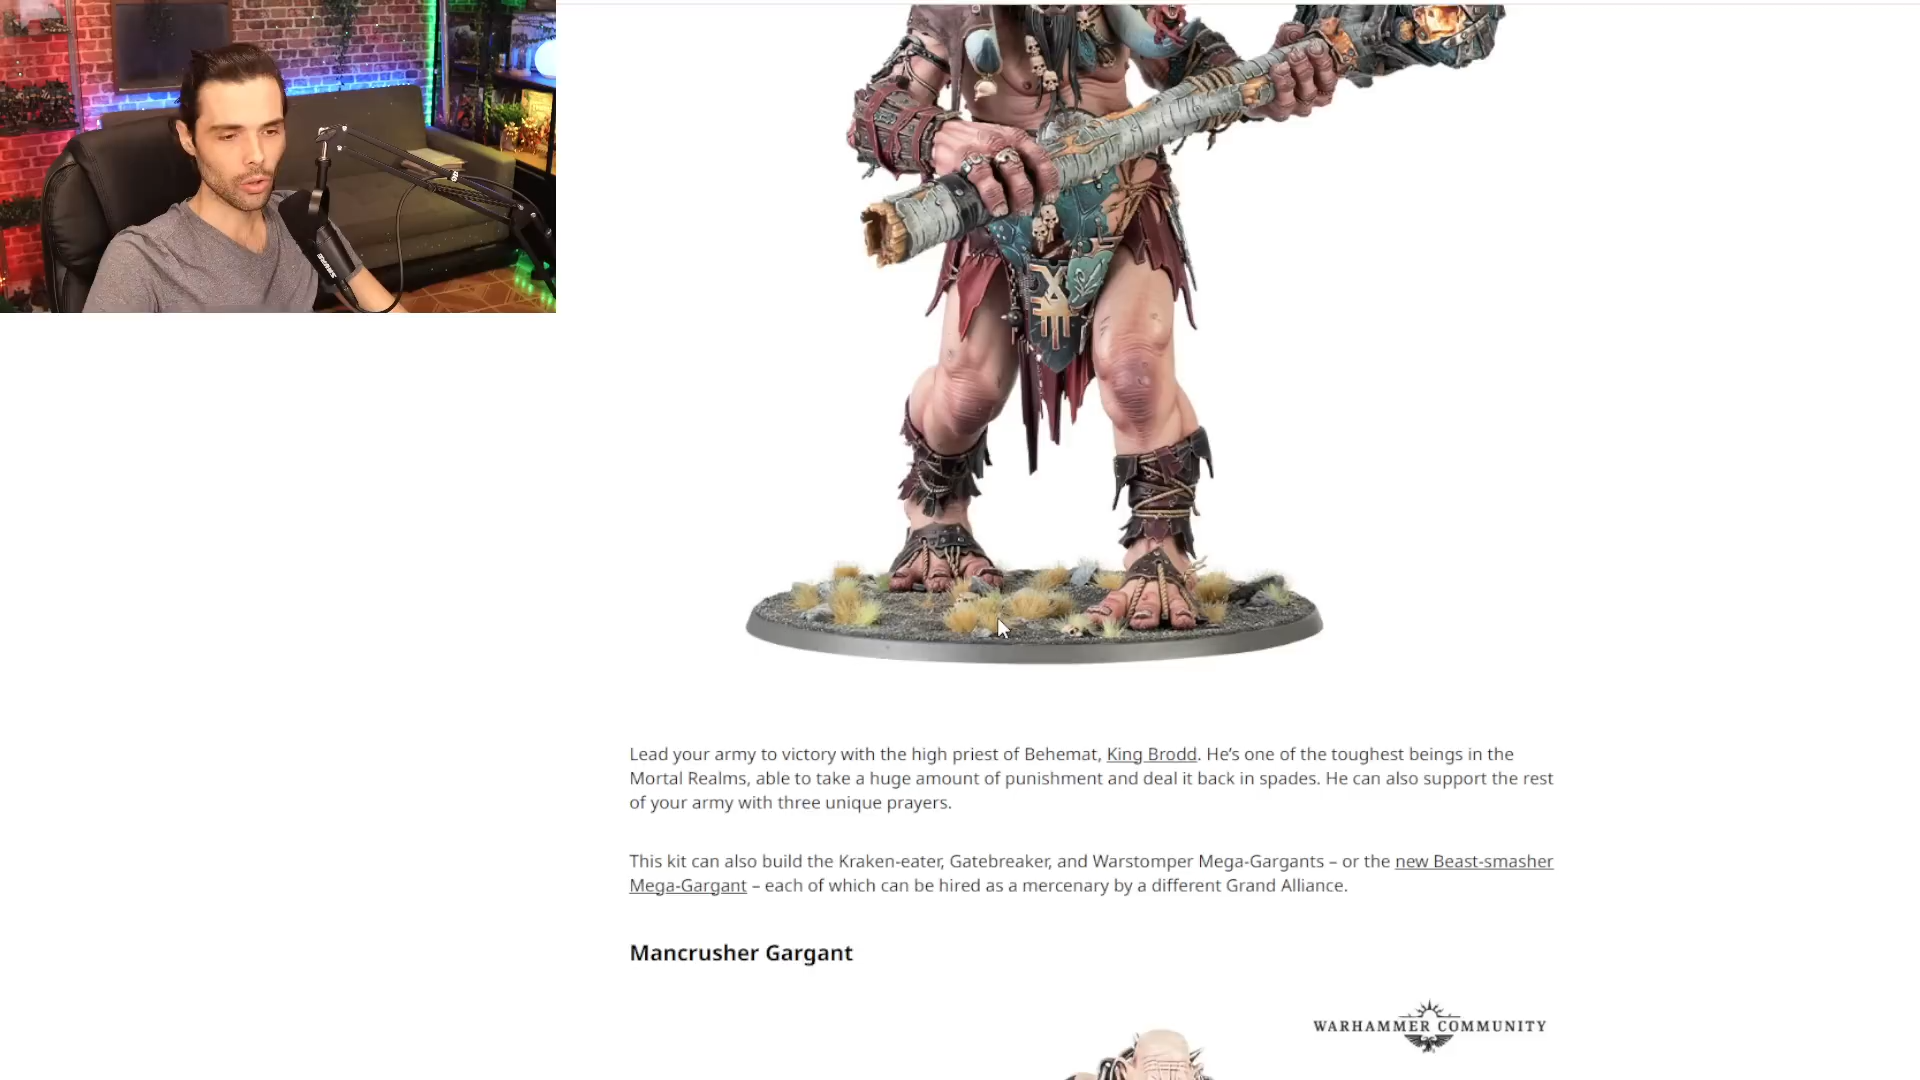 Lead your army to victory with the high priest of Behemat, King Brodd. He’s one of the toughest beings in the
Mortal Realms, able to take a huge amount of punishment and deal it back in spades. He can also support the rest
of your army with three unique prayers.
This kit can also build the Kraken-eater, Gatebreaker, and Warstomper Mega-Gargants – or the new Beast-smasher
Mega-Gargant – each of which can be hired as a mercenary by a different Grand Alliance.
Mancrusher Gargant
WARHAMMER COMMUNITY